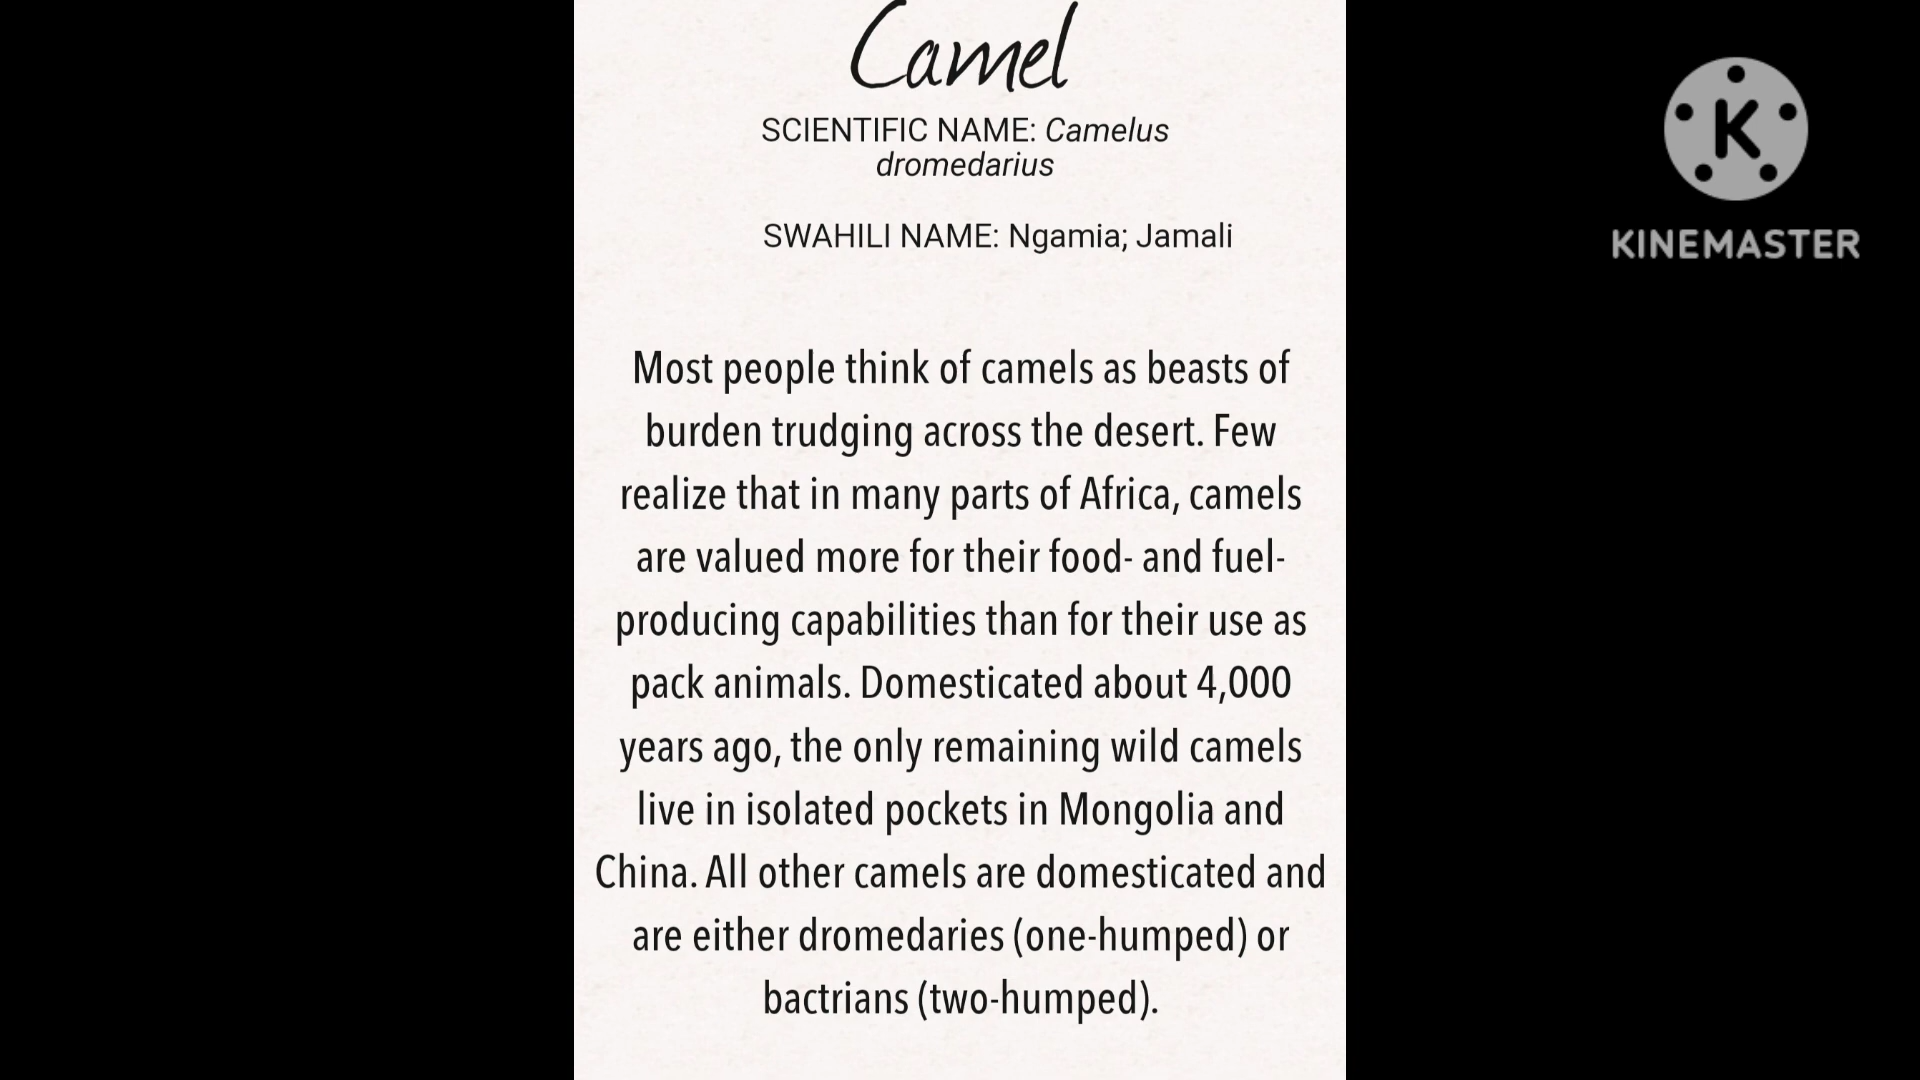 Camel
SCIENTIFIC NAME: Camelus
dromedarius
SWAHILI NAME: Ngamia; Jamali
Most people think of camels as beasts of
burden trudging across the desert. Few
realize that in many parts of Africa, camels
are valued more for their food- and fuel-
producing capabilities than for their use as
pack animals. Domesticated about 4,000
years ago, the only remaining wild camels
live in isolated pockets in Mongolia and
China. All other camels are domesticated and
are either dromedaries (one-humped) or
bactrians (two-humped).
K
KINEMASTER